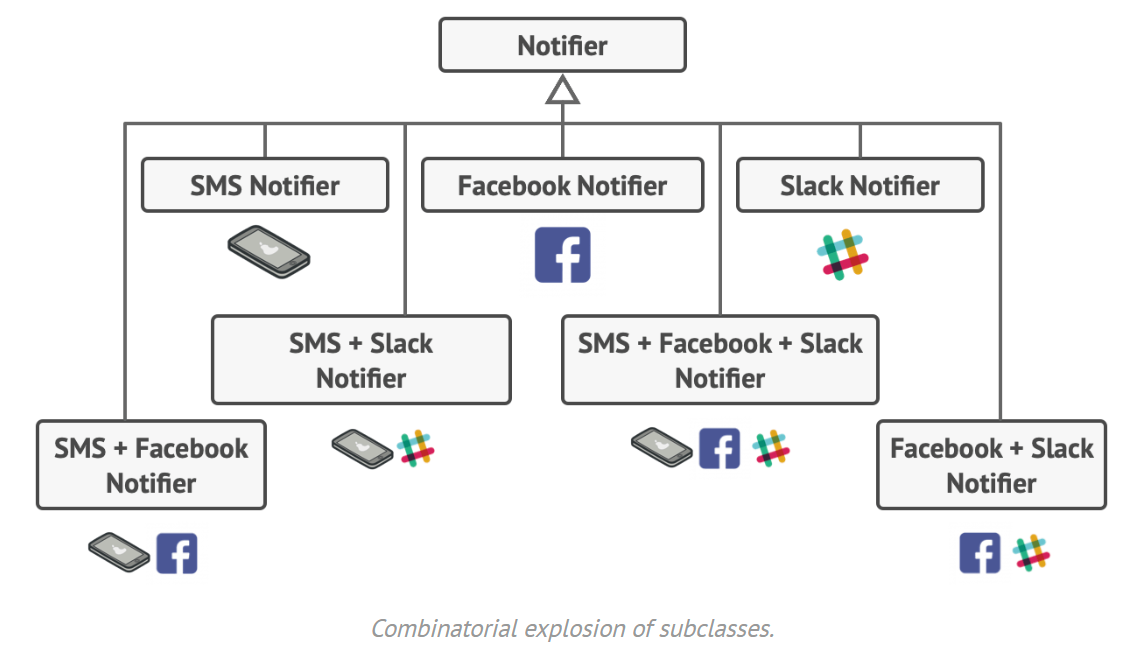 Notifier
SMS Notifier
Facebook Notifier
Slack Notifier
SMS + Slack
Notifier
SMS + Facebook + Slack
Notifier
SMS + Facebook
Notifier
Facebook + Slack
Notifier
Combinatorial explosion of subclasses.